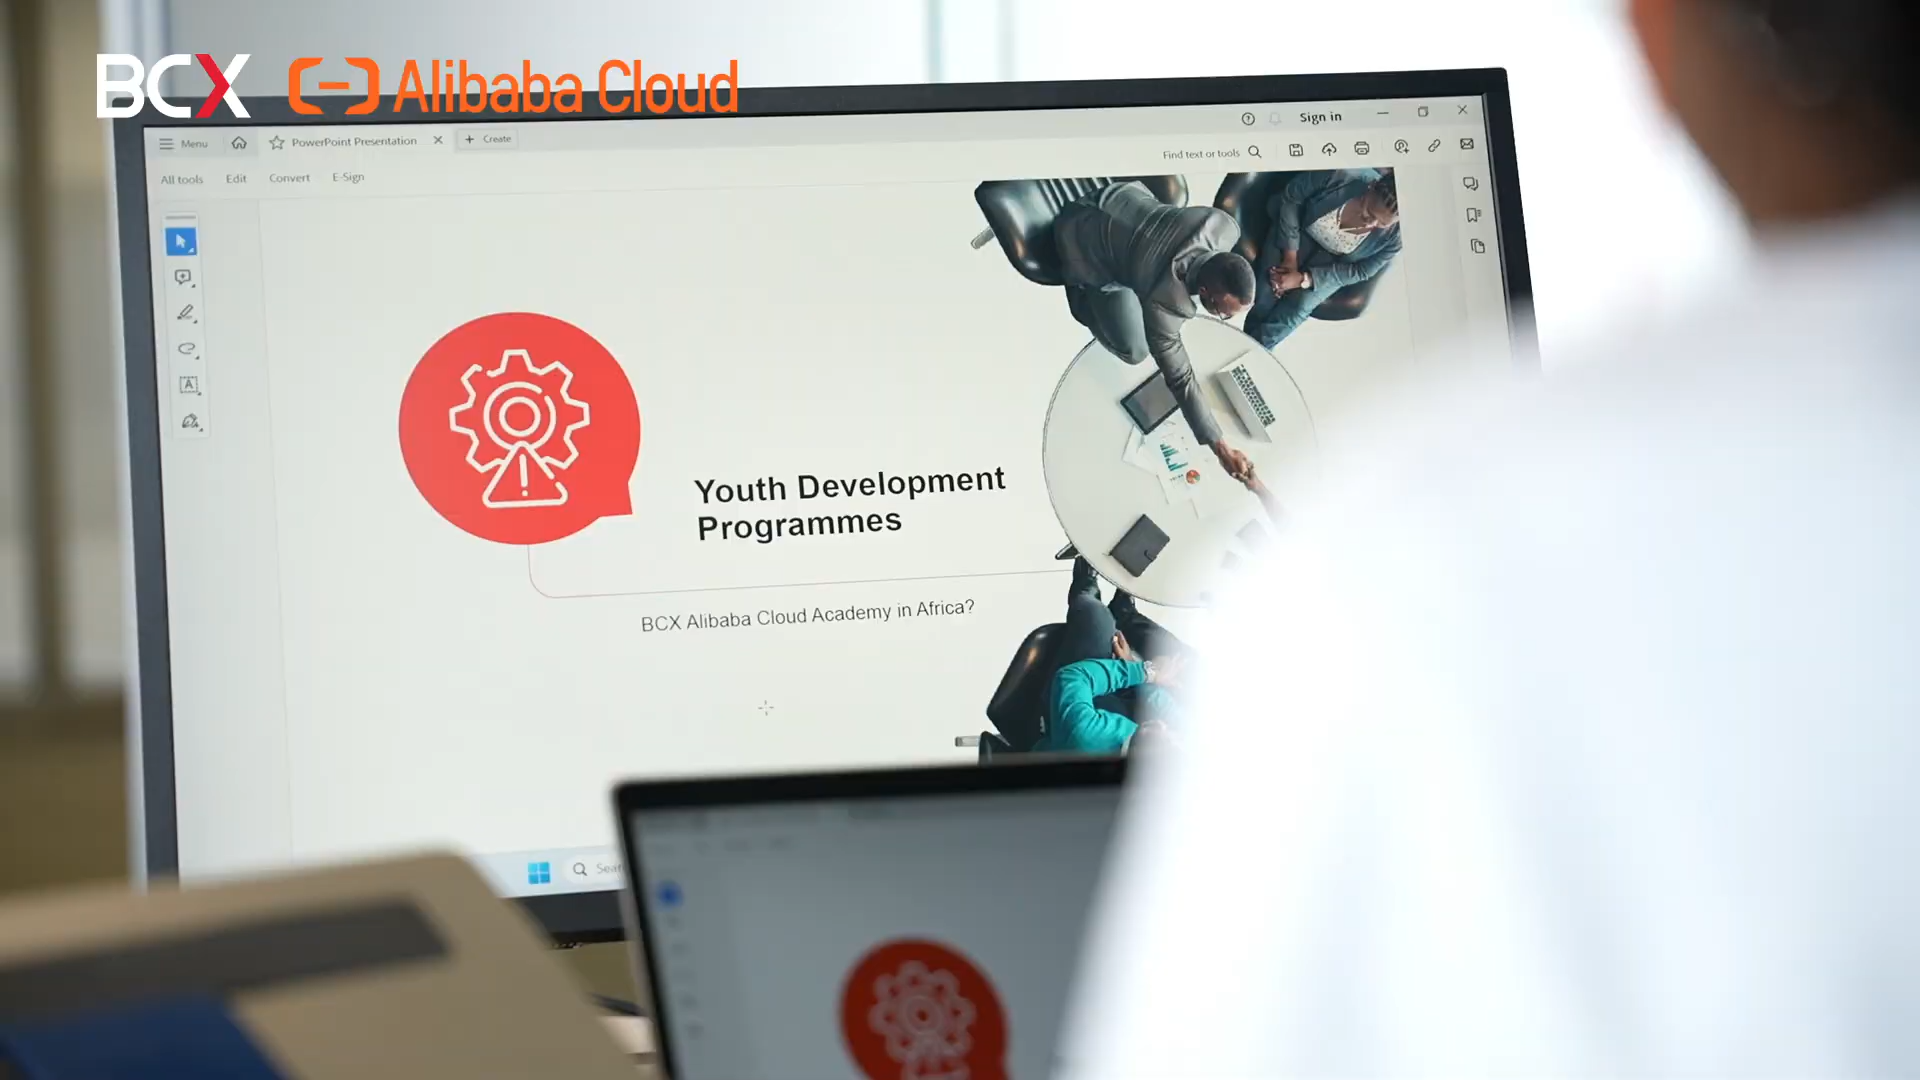 BCX Alibaba Cloud
Sign in
Menu
PowerPoint Presentation
Create
Find text or tools
All tools
Edit
Convert
E-Sign
Youth Development
Programmes
BCX Alibaba Cloud Academy in Africa?